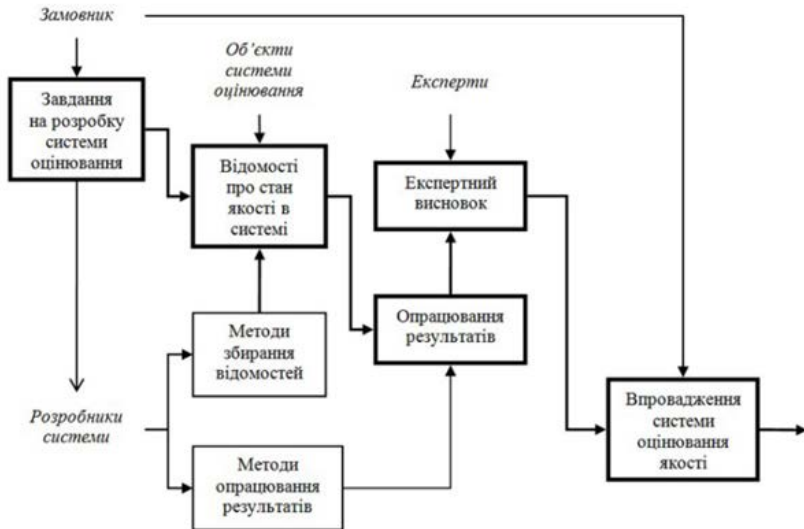 Замовник
Об’єкти
системи
оцінювання
Експерти
Завдання
на розробку
системи
оцінювання
Відомості
про стан
якості в
системі
Експертний
висновок
Методи
збирання
відомостей
Опрацювання
результатів
Розробники
системи
Методи
опрацювання
результатів
Впровадження
системи
оцінювання
якості